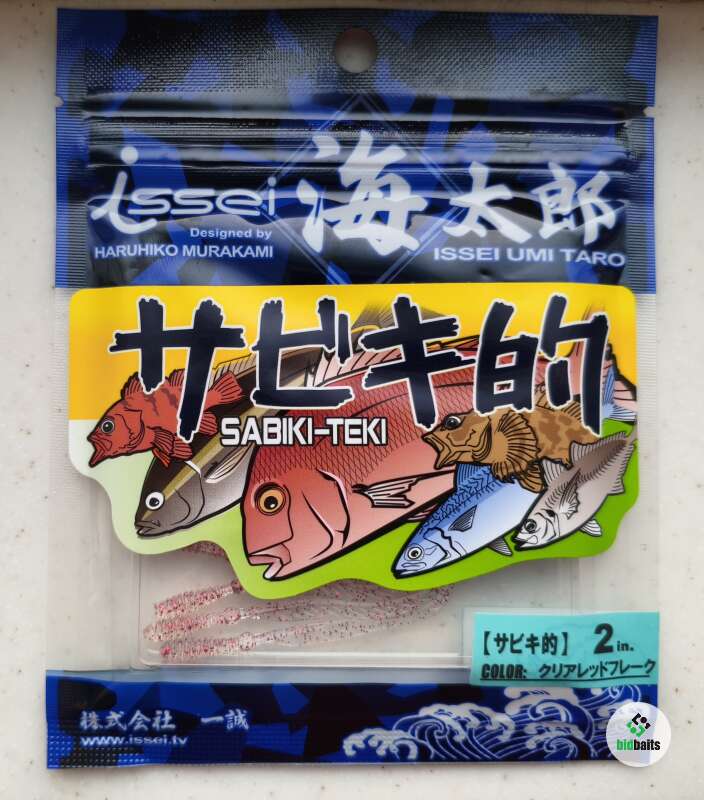 issei 海太郎
Designed by
HARUHIKO MURAKAMI
ISSEI UMI TARO
サビキ的
SABIKI-TEKI
【サビキ的】 2 in.
COLOR: クリアレッドフレーク
株式会社 一誠
www.issei.tv
bidbaits